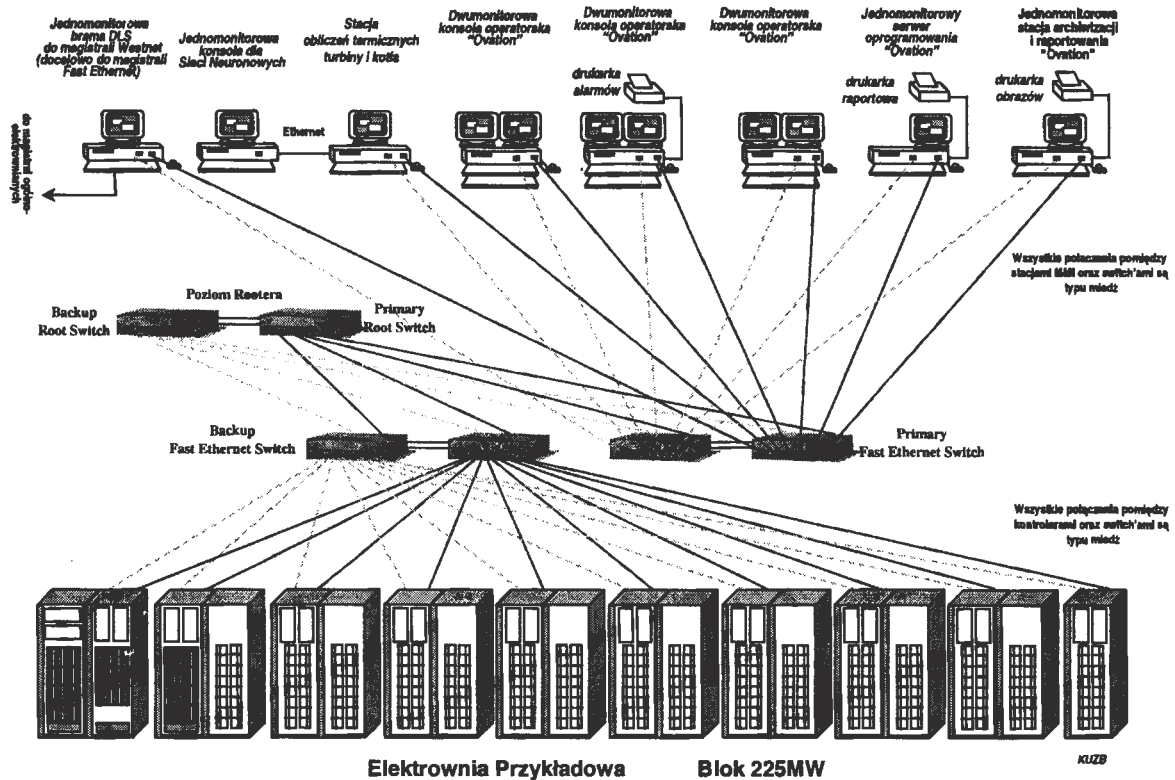 Jednomonitorowa
brama DLS
do magistrali Westnet
(docelowo do magistrali
Fast Ethernet)
Jednomonitorowa
konsola dla
Sieci Neuronowych
Stacja
obliczeń termicznych
turbiny i kotła
Dwumonitorowa
konsola operatorska
"Ovation"
Dwumonitorowa
konsola operatorska
"Ovation"
Dwumonitorowa
konsola operatorska
"Ovation"
Jednomonitorowy
serwer
oprogramowania
"Ovation"
Jednomonitorowa
stacja archiwizacji
i raportowania
"Ovation"
drukarka
alarmów
drukarka
raportowa
drukarka
obrazów
Ethernet
do magistrali ogólno-
elektrownianych
Wszystkie połączenia pomiędzy
stacjami oraz switch'ami są
typu miedź
Poziom Rootera
Backup
Root Switch
Primary
Root Switch
Backup
Fast Ethernet Switch
Primary
Fast Ethernet Switch
Wszystkie połączenia pomiędzy
kontrolerami oraz switch'ami są
typu miedź
KUZB
Elektrownia Przykładowa Blok 225MW